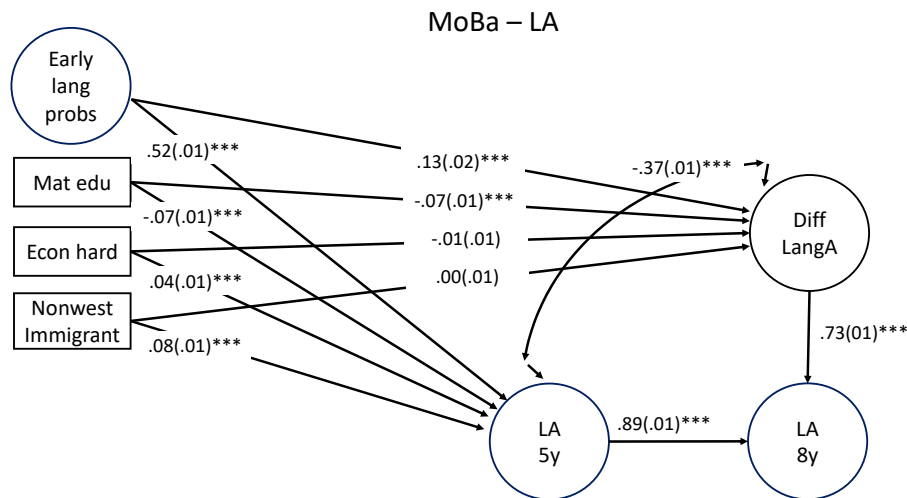 MoBa – LA
Early
lang
probs
.52(.01)***
.13(.02)***
-.37(.01)***
Mat edu
-.07(.01)***
-.07(.01)***
Diff
LangA
Econ hard
-.01(.01)
.04(.01)***
.00(.01)
Nonwest
Immigrant
.08(.01)***
.73(01)***
LA
5y
.89(.01)***
LA
8y